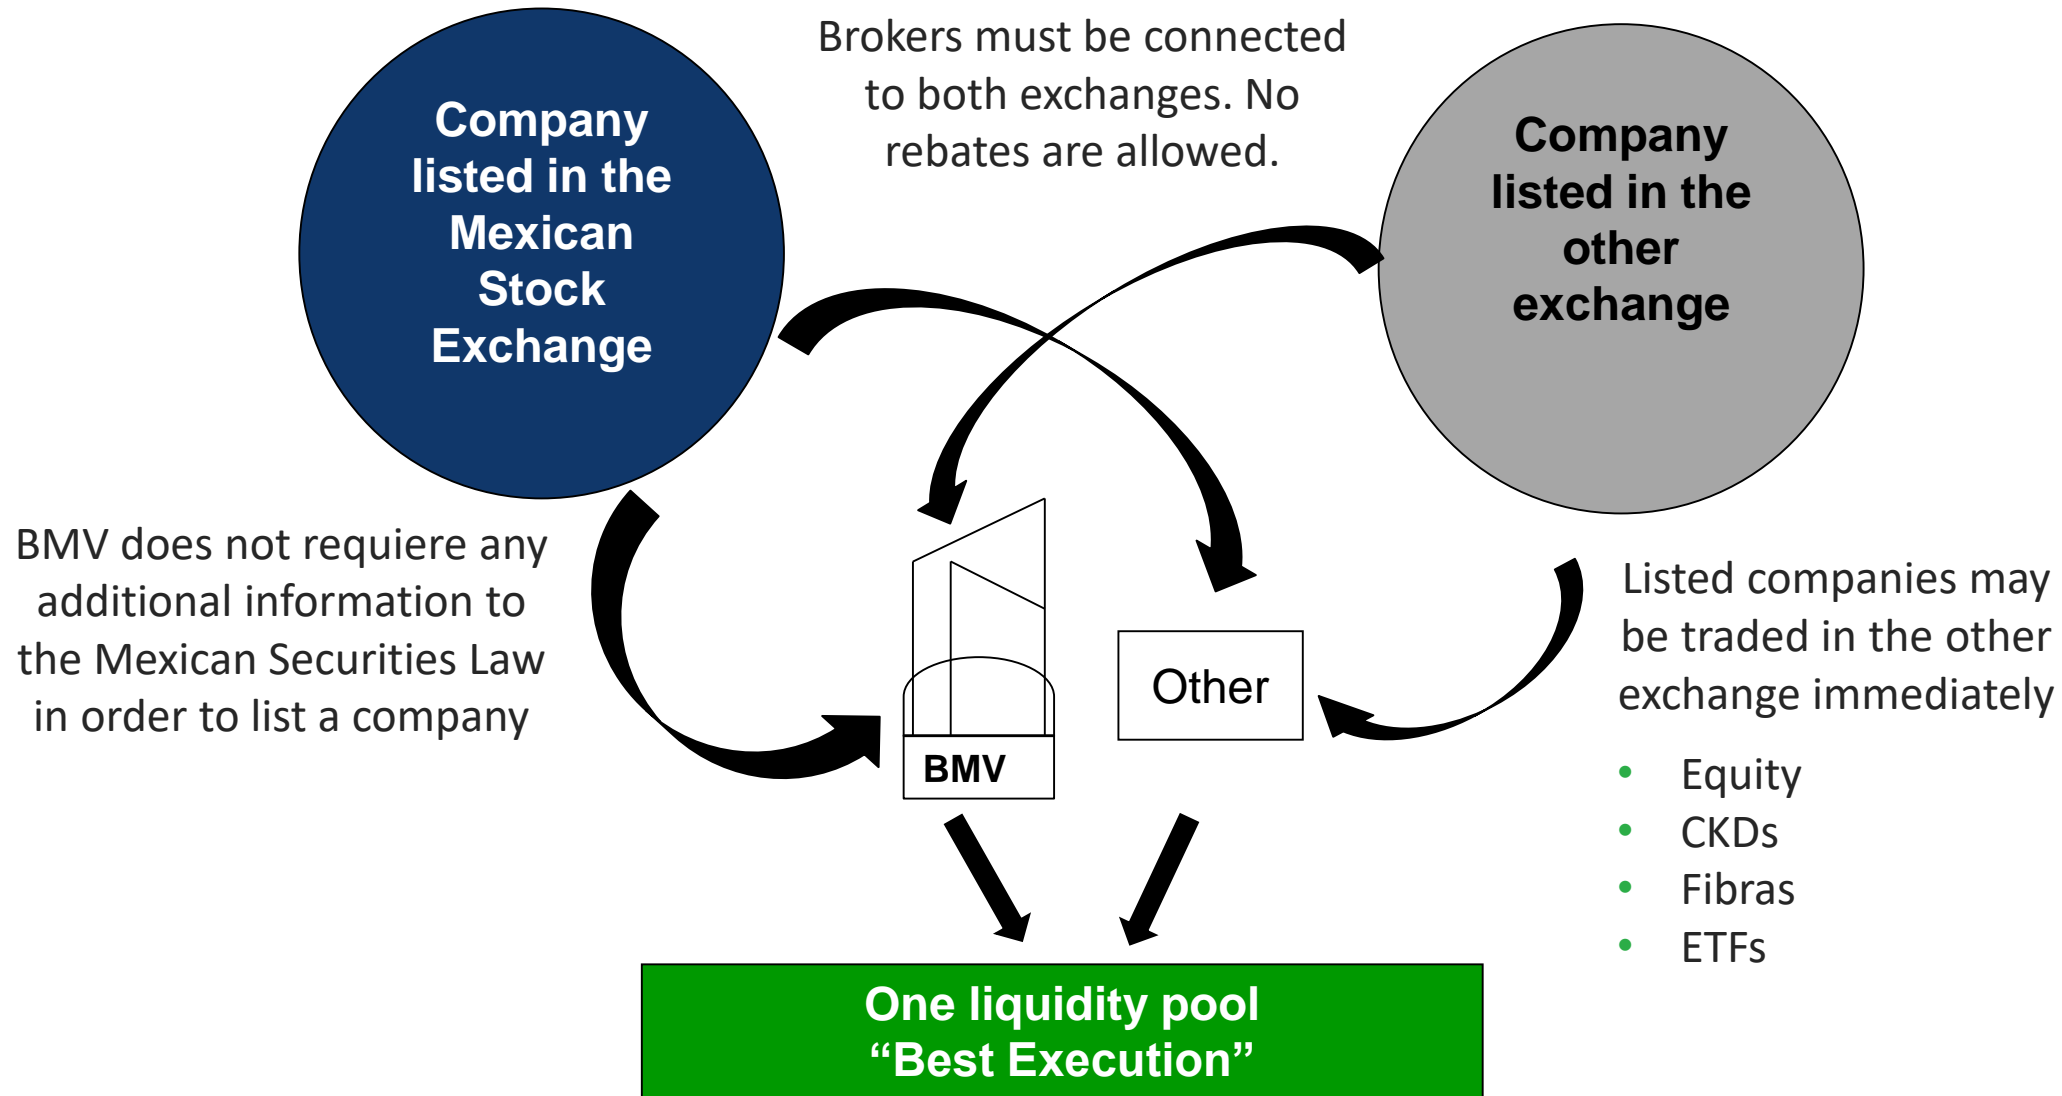 Brokers must be connected
to both exchanges. No
rebates are allowed.
Company
listed in the
Mexican
Stock
Exchange
Company
listed in the
other
exchange
BMV does not requiere any
additional information to
the Mexican Securities Law
in order to list a company
Listed companies may
be traded in the other
exchange immediately
• Equity
• CKDs
• Fibras
• ETFs
Other
BMV
One liquidity pool
“Best Execution”